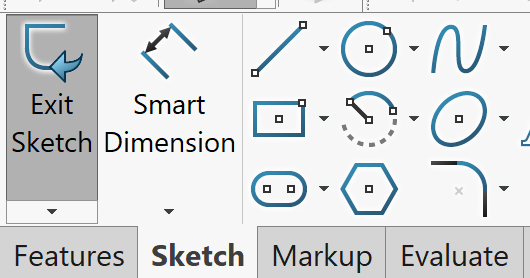 Exit
Sketch
Smart
Dimension
Features
Sketch
Markup
Evaluate